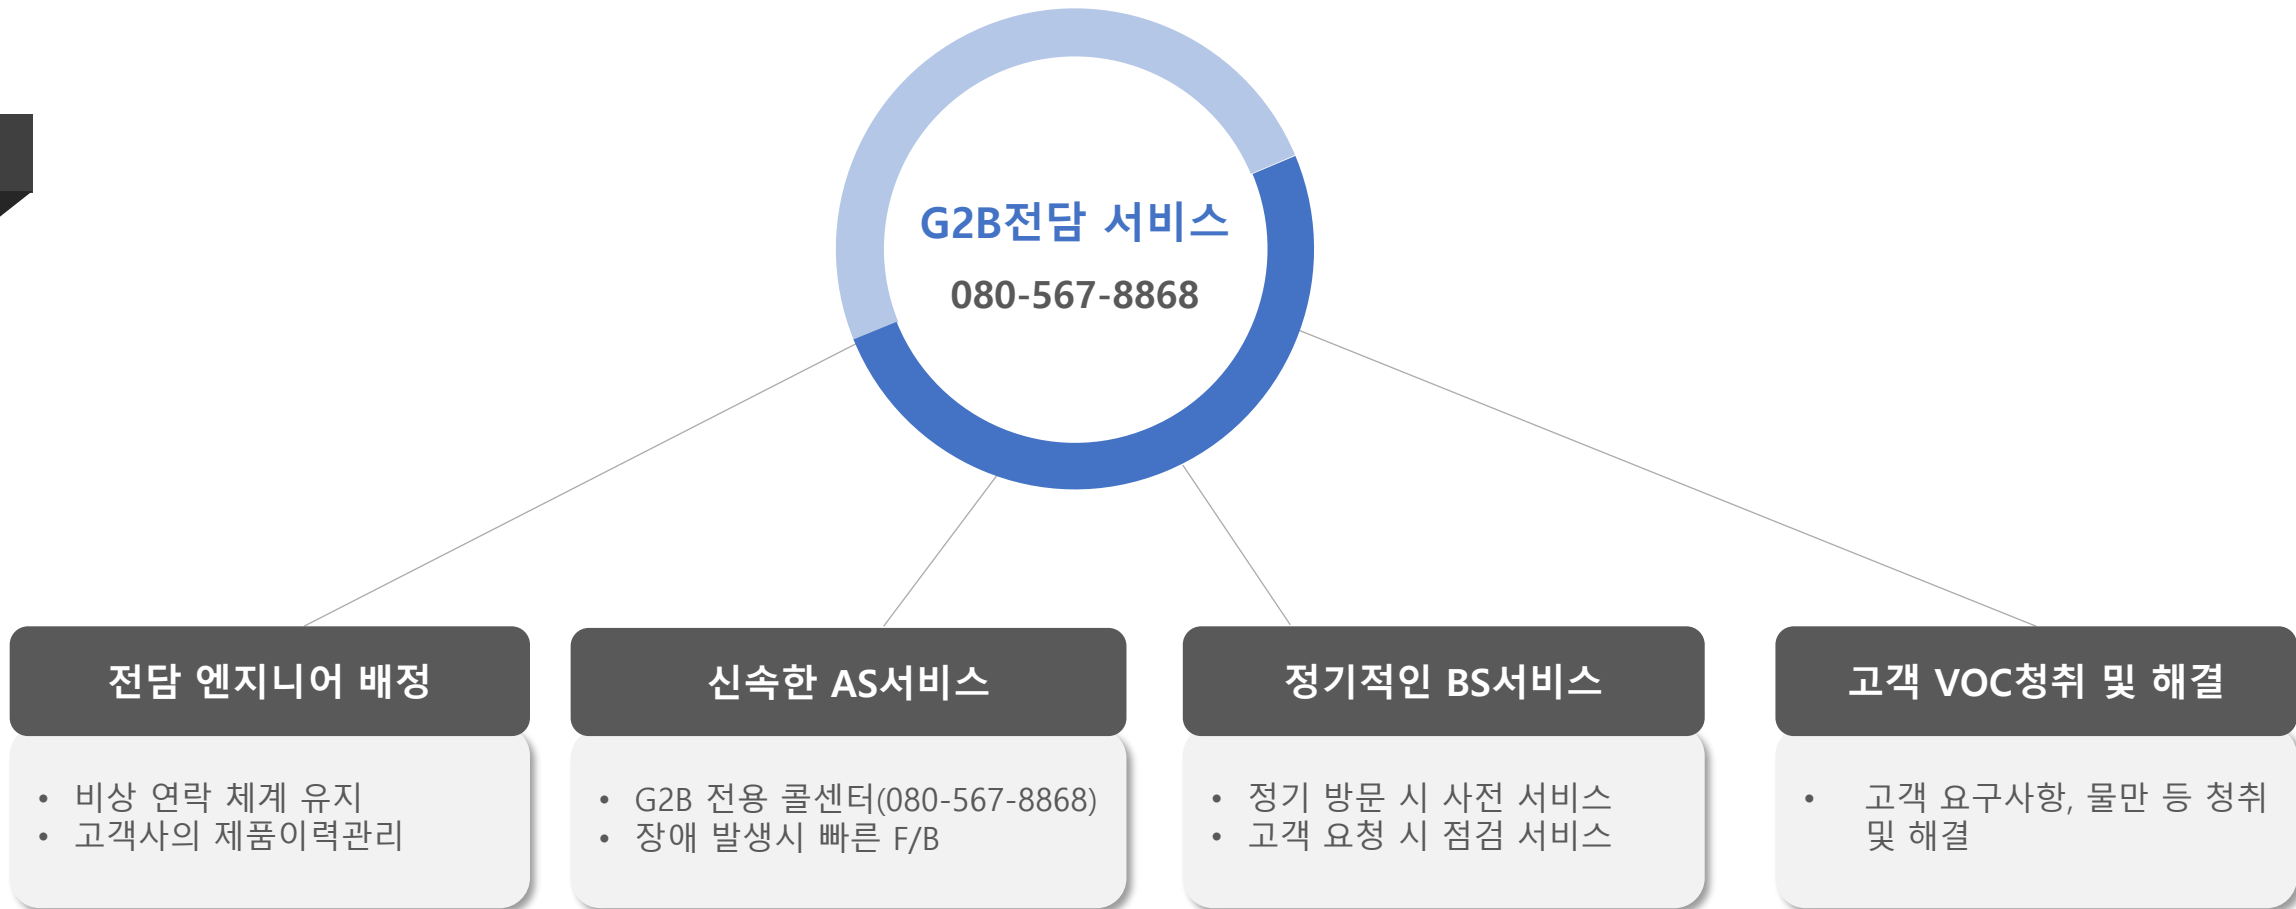 G2B전담 서비스
080-567-8868
전담 엔지니어 배정
• 비상 연락 체계 유지
• 고객사의 제품이력관리
신속한 AS서비스
• G2B 전용 콜센터(080-567-8868)
• 장애 발생시 빠른 F/B
정기적인 BS서비스
• 정기 방문 시 사전 서비스
• 고객 요청 시 점검 서비스
고객 VOC청취 및 해결
• 고객 요구사항, 물만 등 청취
및 해결